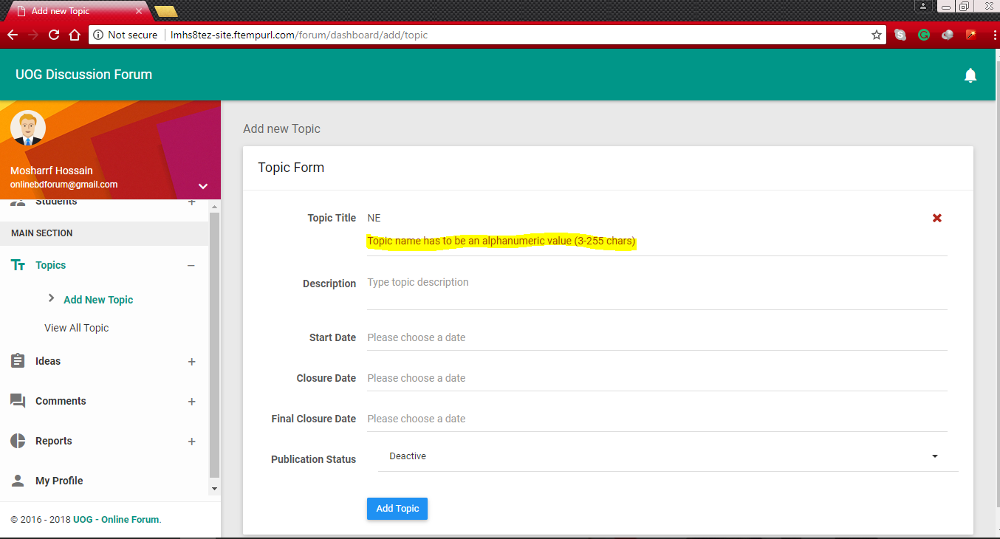 Add new Topic
Not secure lmhs8tez-site.ftempurl.com/forum/dashboard/add/topic
UOG Discussion Forum
Mosharrf Hossain
onlinebdforum@gmail.com
Students +
MAIN SECTION
Topics −
Add New Topic
View All Topic
Ideas +
Comments +
Reports +
My Profile
© 2016 - 2018 UOG - Online Forum.
Add new Topic
Topic Form
Topic Title NE
Topic name has to be an alphanumeric value (3-255 chars)
Description Type topic description
Start Date Please choose a date
Closure Date Please choose a date
Final Closure Date Please choose a date
Publication Status Deactive
Add Topic